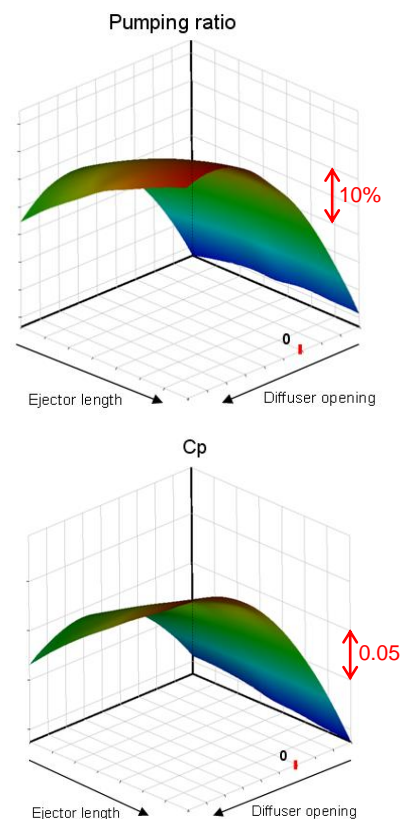 Pumping ratio
10%
0
Ejector length
Diffuser opening
Cp
0.05
0
Ejector length
Diffuser opening